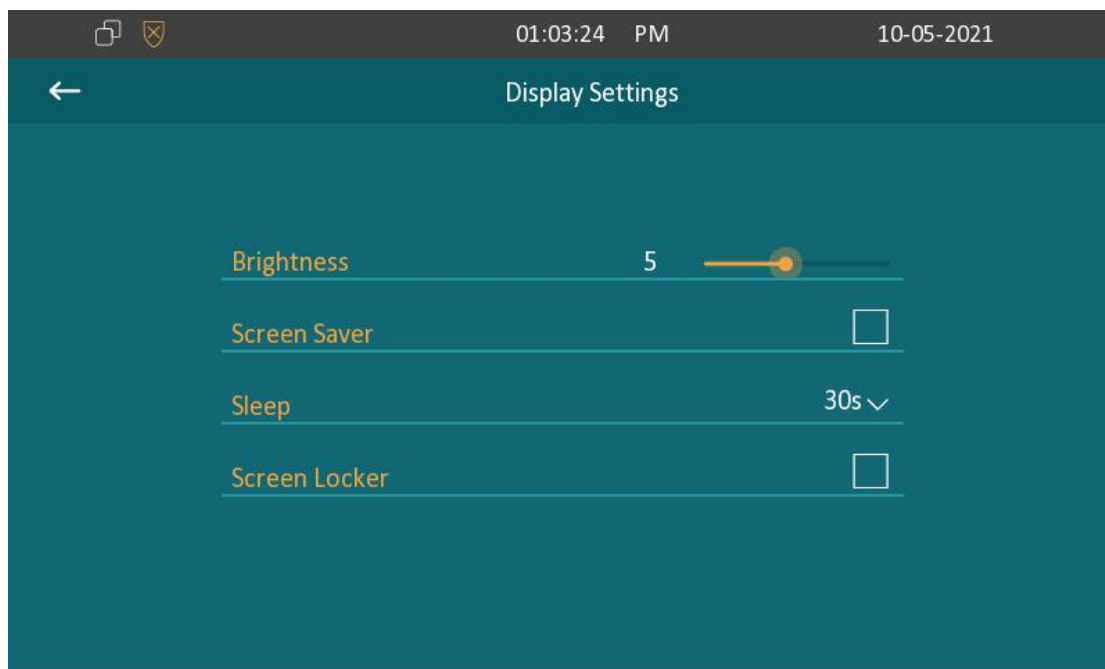 01:03:24 PM 10-05-2021
Display Settings
Brightness 5
Screen Saver
Sleep 30s
Screen Locker